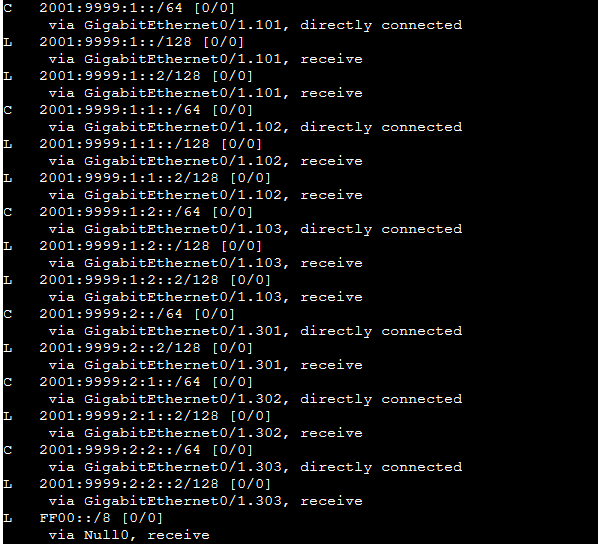 C   2001:9999:1::/64 [0/0]
     via GigabitEthernet0/1.101, directly connected
L   2001:9999:1::/128 [0/0]
     via GigabitEthernet0/1.101, receive
L   2001:9999:1::2/128 [0/0]
     via GigabitEthernet0/1.101, receive
C   2001:9999:1:1::/64 [0/0]
     via GigabitEthernet0/1.102, directly connected
L   2001:9999:1:1::/128 [0/0]
     via GigabitEthernet0/1.102, receive
L   2001:9999:1:1::2/128 [0/0]
     via GigabitEthernet0/1.102, receive
C   2001:9999:1:2::/64 [0/0]
     via GigabitEthernet0/1.103, directly connected
L   2001:9999:1:2::/128 [0/0]
     via GigabitEthernet0/1.103, receive
L   2001:9999:1:2::2/128 [0/0]
     via GigabitEthernet0/1.103, receive
C   2001:9999:2::/64 [0/0]
     via GigabitEthernet0/1.301, directly connected
L   2001:9999:2::2/128 [0/0]
     via GigabitEthernet0/1.301, receive
C   2001:9999:2:1::/64 [0/0]
     via GigabitEthernet0/1.302, directly connected
L   2001:9999:2:1::2/128 [0/0]
     via GigabitEthernet0/1.302, receive
C   2001:9999:2:2::/64 [0/0]
     via GigabitEthernet0/1.303, directly connected
L   2001:9999:2:2::2/128 [0/0]
     via GigabitEthernet0/1.303, receive
L   FF00::/8 [0/0]
     via Null0, receive